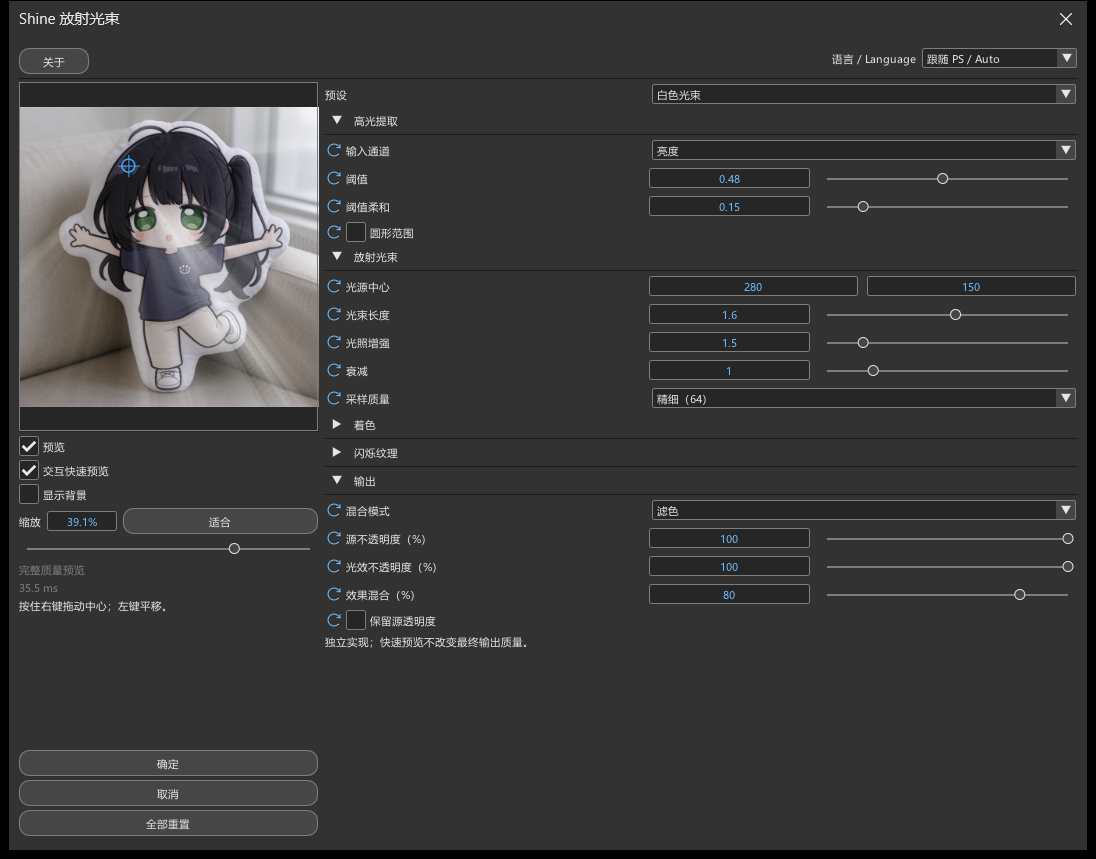 Shine 放射光束
关于
语言 / Language
跟随 PS / Auto
预设
白色光束
高光提取
输入通道
亮度
阈值
0.48
阈值柔和
0.15
圆形范围
放射光束
光源中心
280
150
光束长度
1.6
光照增强
1.5
衰减
1
采样质量
精细（64）
着色
闪烁纹理
输出
混合模式
滤色
源不透明度（%）
100
光效不透明度（%）
100
效果混合（%）
80
保留源透明度
独立实现；快速预览不改变最终输出质量。
预览
交互快速预览
显示背景
缩放
39.1%
适合
完整质量预览
35.5 ms
按住右键拖动中心；左键平移。
确定
取消
全部重置